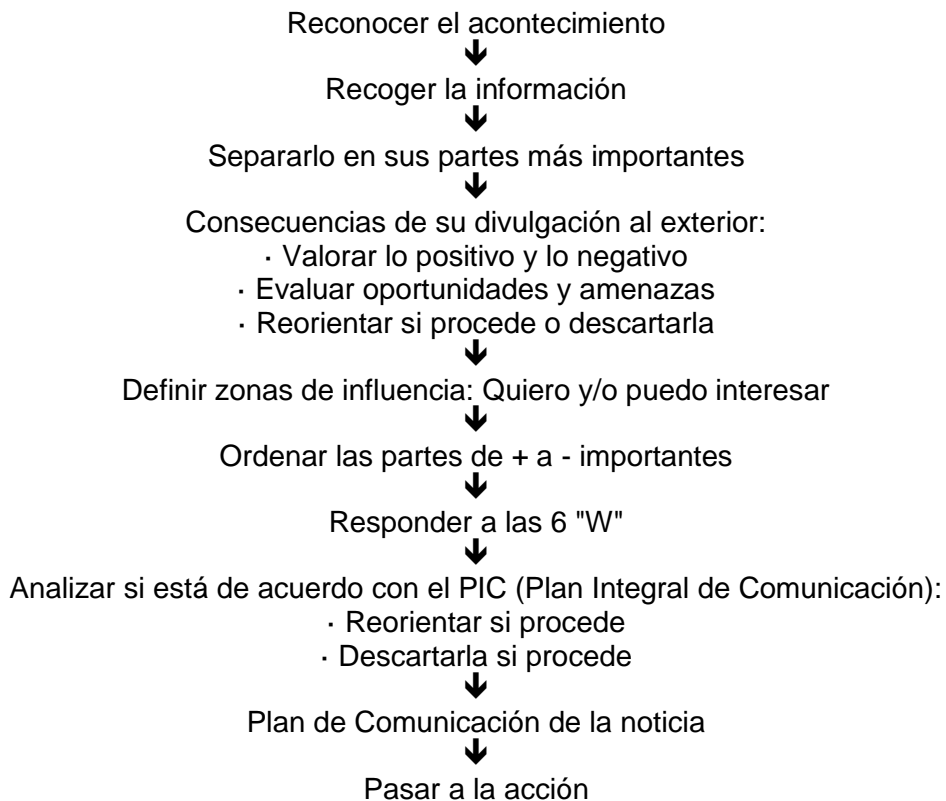 Reconocer el acontecimiento
Recoger la información
Separarlo en sus partes más importantes
Consecuencias de su divulgación al exterior:
· Valorar lo positivo y lo negativo
· Evaluar oportunidades y amenazas
· Reorientar si procede o descartarla
Definir zonas de influencia: Quiero y/o puedo interesar
Ordenar las partes de + a - importantes
Responder a las 6 "W"
Analizar si está de acuerdo con el PIC (Plan Integral de Comunicación):
· Reorientar si procede
· Descartarla si procede
Plan de Comunicación de la noticia
Pasar a la acción